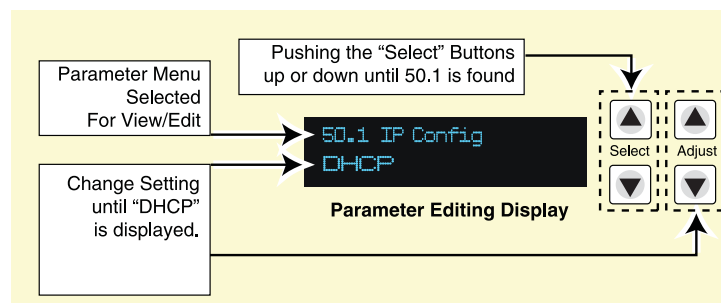 Pushing the “Select” Buttons
up or down until 50.1 is found
Parameter Menu
Selected
For View/Edit
50.1 IP Config
DHCP
Select
Adjust
Change Setting
until “DHCP”
is displayed.
Parameter Editing Display